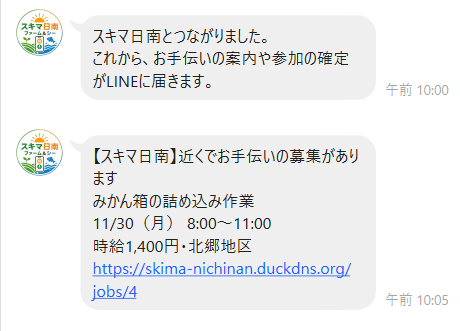 スキマ日南
ファーム&シー
スキマ日南とつながりました。
これから、お手伝いの案内や参加の確定
がLINEに届きます。
午前 10:00
スキマ日南
ファーム&シー
【スキマ日南】近くでお手伝いの募集があり
ます
みかん箱の詰め込み作業
11/30（月） 8:00～11:00
時給1,400円・北郷地区
https://skima-nichinan.duckdns.org/
jobs/4
午前 10:05